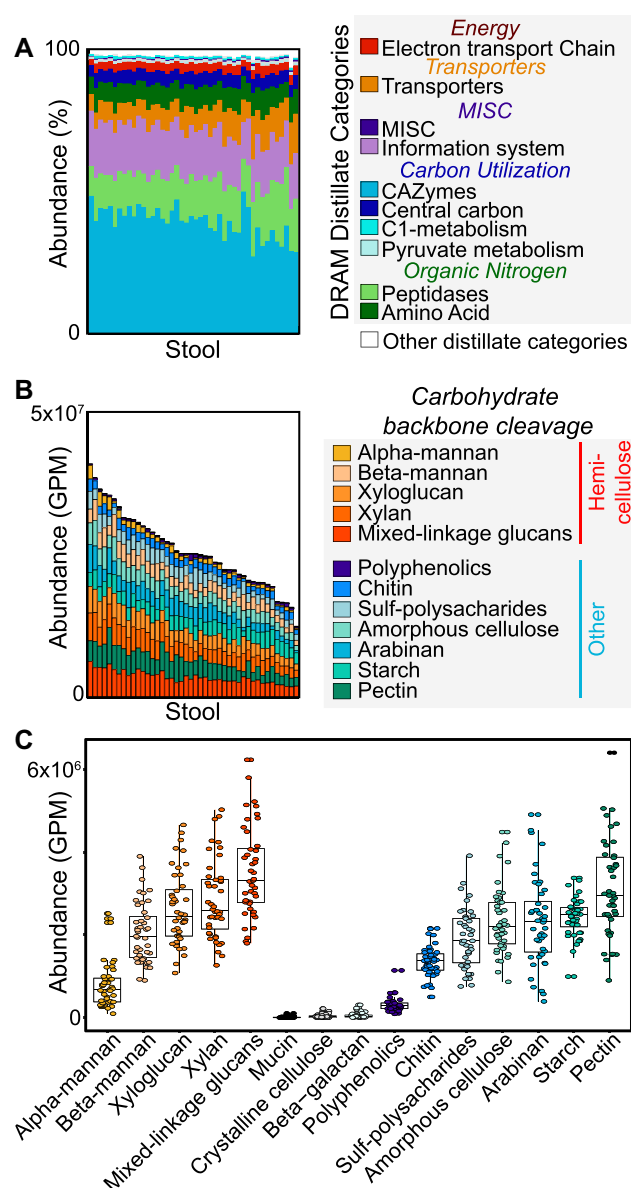 A
100
Abundance (%)
0
Stool
DRAM Distillate Categories
Energy
Electron transport Chain
Transporters
Transporters
MISC
MISC
Information system
Carbon Utilization
CAZymes
Central carbon
C1-metabolism
Pyruvate metabolism
Organic Nitrogen
Peptidases
Amino Acid
Other distillate categories
B
5x10⁷
Abundance (GPM)
0
Stool
Carbohydrate
backbone cleavage
Alpha-mannan
Beta-mannan
Xyloglucan
Xylan
Mixed-linkage glucans
Hemi-
cellulose
Polyphenolics
Chitin
Sulf-polysacharides
Amorphous cellulose
Arabinan
Starch
Pectin
Other
C
6x10⁶
Abundance (GPM)
0
Alpha-mannan
Beta-mannan
Xyloglucan
Xylan
Mixed-linkage glucans
Mucin
Crystalline cellulose
Beta-galactan
Polyphenolics
Chitin
Sulf-polysacharides
Amorphous cellulose
Arabinan
Starch
Pectin